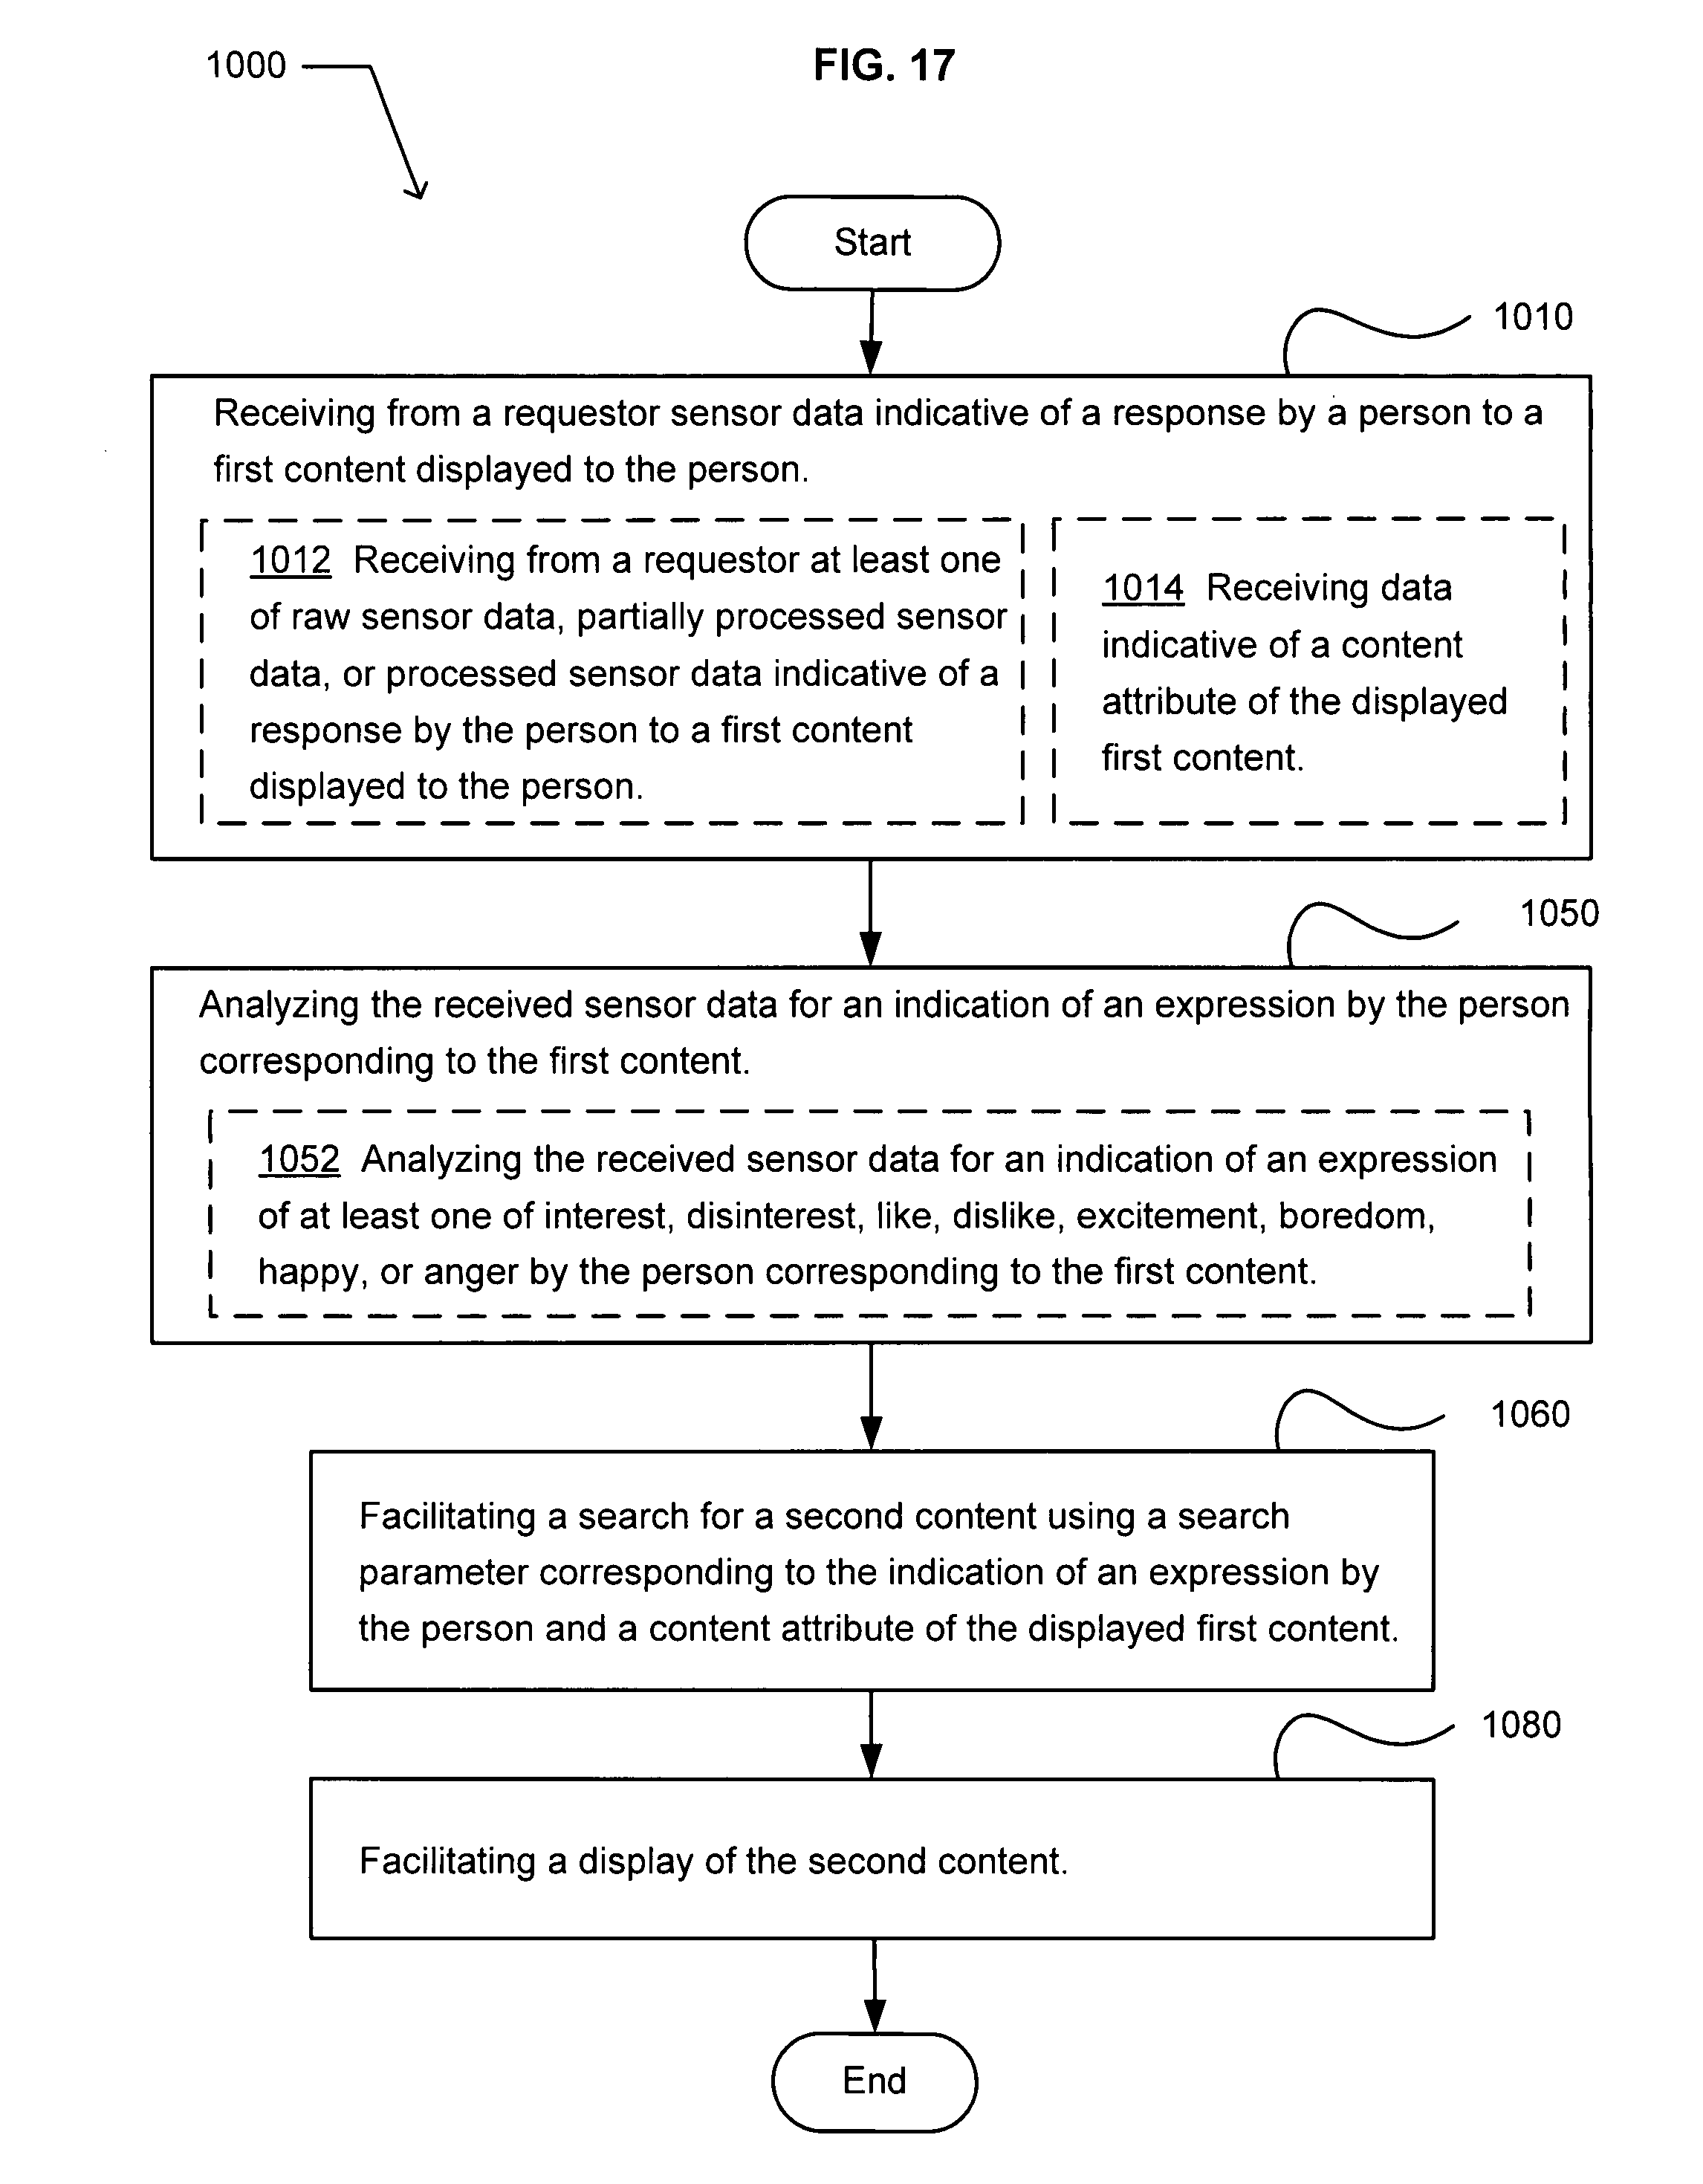 1000
FIG. 17
Start
1010
Receiving from a requestor sensor data indicative of a response by a person to a
first content displayed to the person.
1012 Receiving from a requestor at least one
of raw sensor data, partially processed sensor
data, or processed sensor data indicative of a
response by the person to a first content
displayed to the person.
1014 Receiving data
indicative of a content
attribute of the displayed
first content.
1050
Analyzing the received sensor data for an indication of an expression by the person
corresponding to the first content.
1052 Analyzing the received sensor data for an indication of an expression
of at least one of interest, disinterest, like, dislike, excitement, boredom,
happy, or anger by the person corresponding to the first content.
1060
Facilitating a search for a second content using a search
parameter corresponding to the indication of an expression by
the person and a content attribute of the displayed first content.
1080
Facilitating a display of the second content.
End